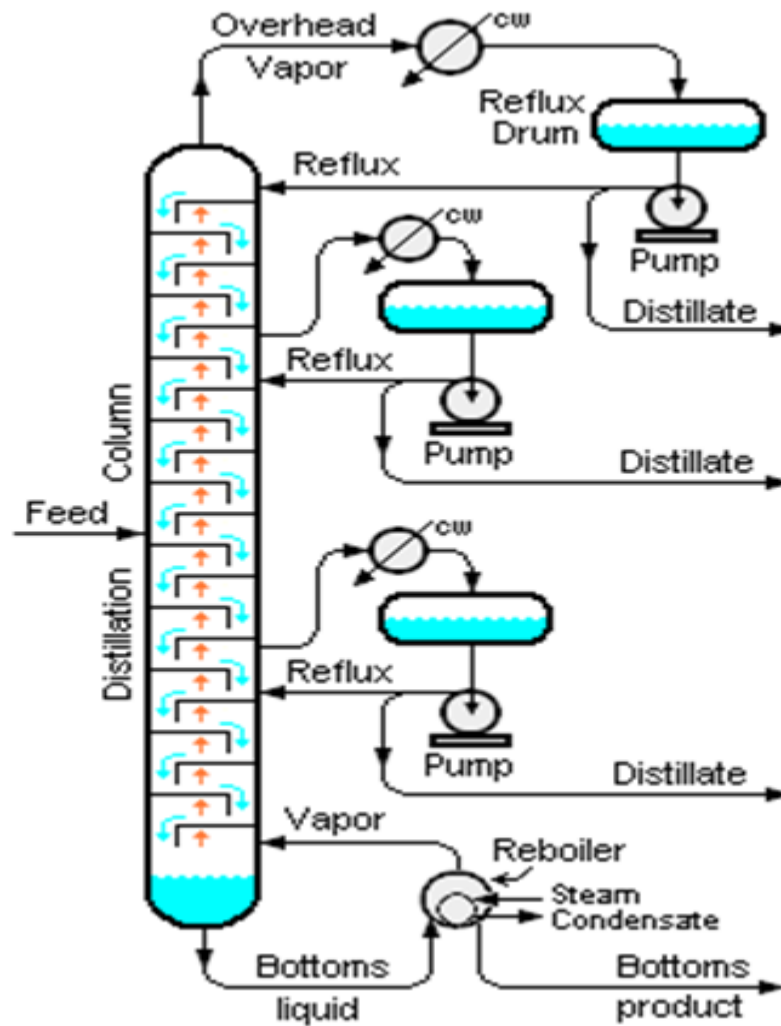 Overhead
Vapor
cw
Reflux
Drum
Reflux
Pump
Distillate
cw
Reflux
Pump
Distillate
Column
Feed
Distillation
cw
Reflux
Pump
Distillate
Vapor
Reboiler
Steam
Condensate
Bottoms
liquid
Bottoms
product